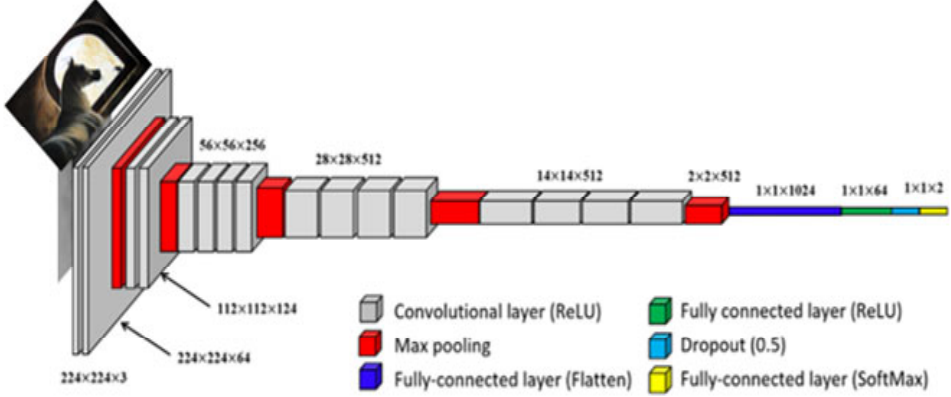 56×56×256
28×28×512
14×14×512
2×2×512
1×1×1024
1×1×64
1×1×2
112×112×124
224×224×64
224×224×3
Convolutional layer (ReLU)
Max pooling
Fully-connected layer (Flatten)
Fully connected layer (ReLU)
Dropout (0.5)
Fully-connected layer (SoftMax)